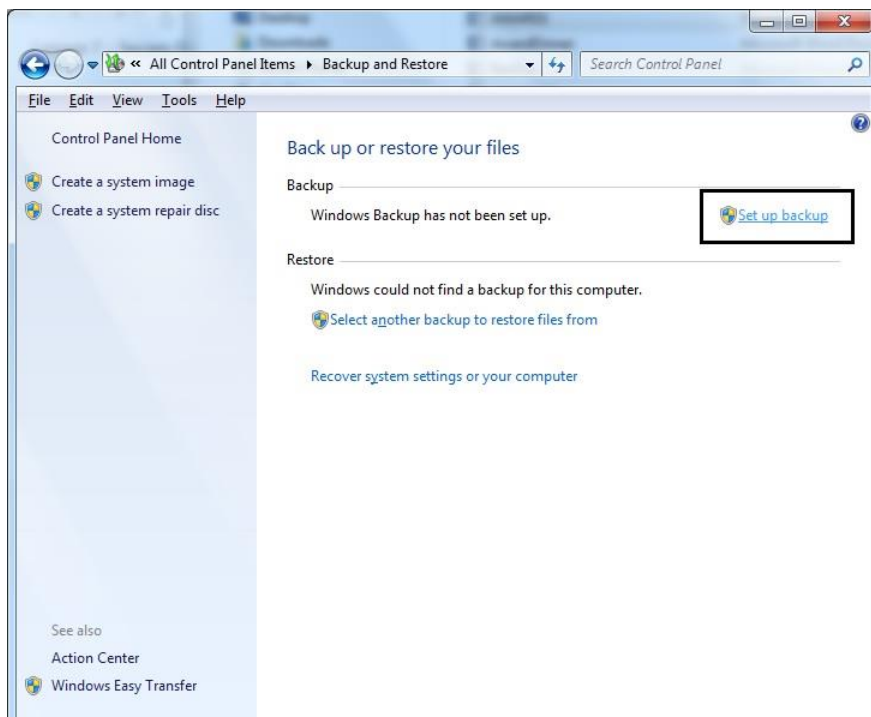 « All Control Panel Items ▸ Backup and Restore
Search Control Panel
File Edit View Tools Help
Control Panel Home
Create a system image
Create a system repair disc
Back up or restore your files
Backup
Windows Backup has not been set up.
Set up backup
Restore
Windows could not find a backup for this computer.
Select another backup to restore files from
Recover system settings or your computer
See also
Action Center
Windows Easy Transfer